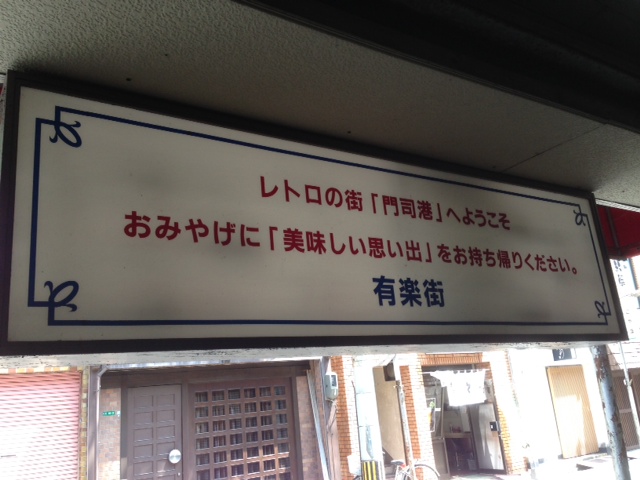 レトロの街「門司港」へようこそ
おみやげに「美味しい思い出」をお持ち帰りください。
有楽街